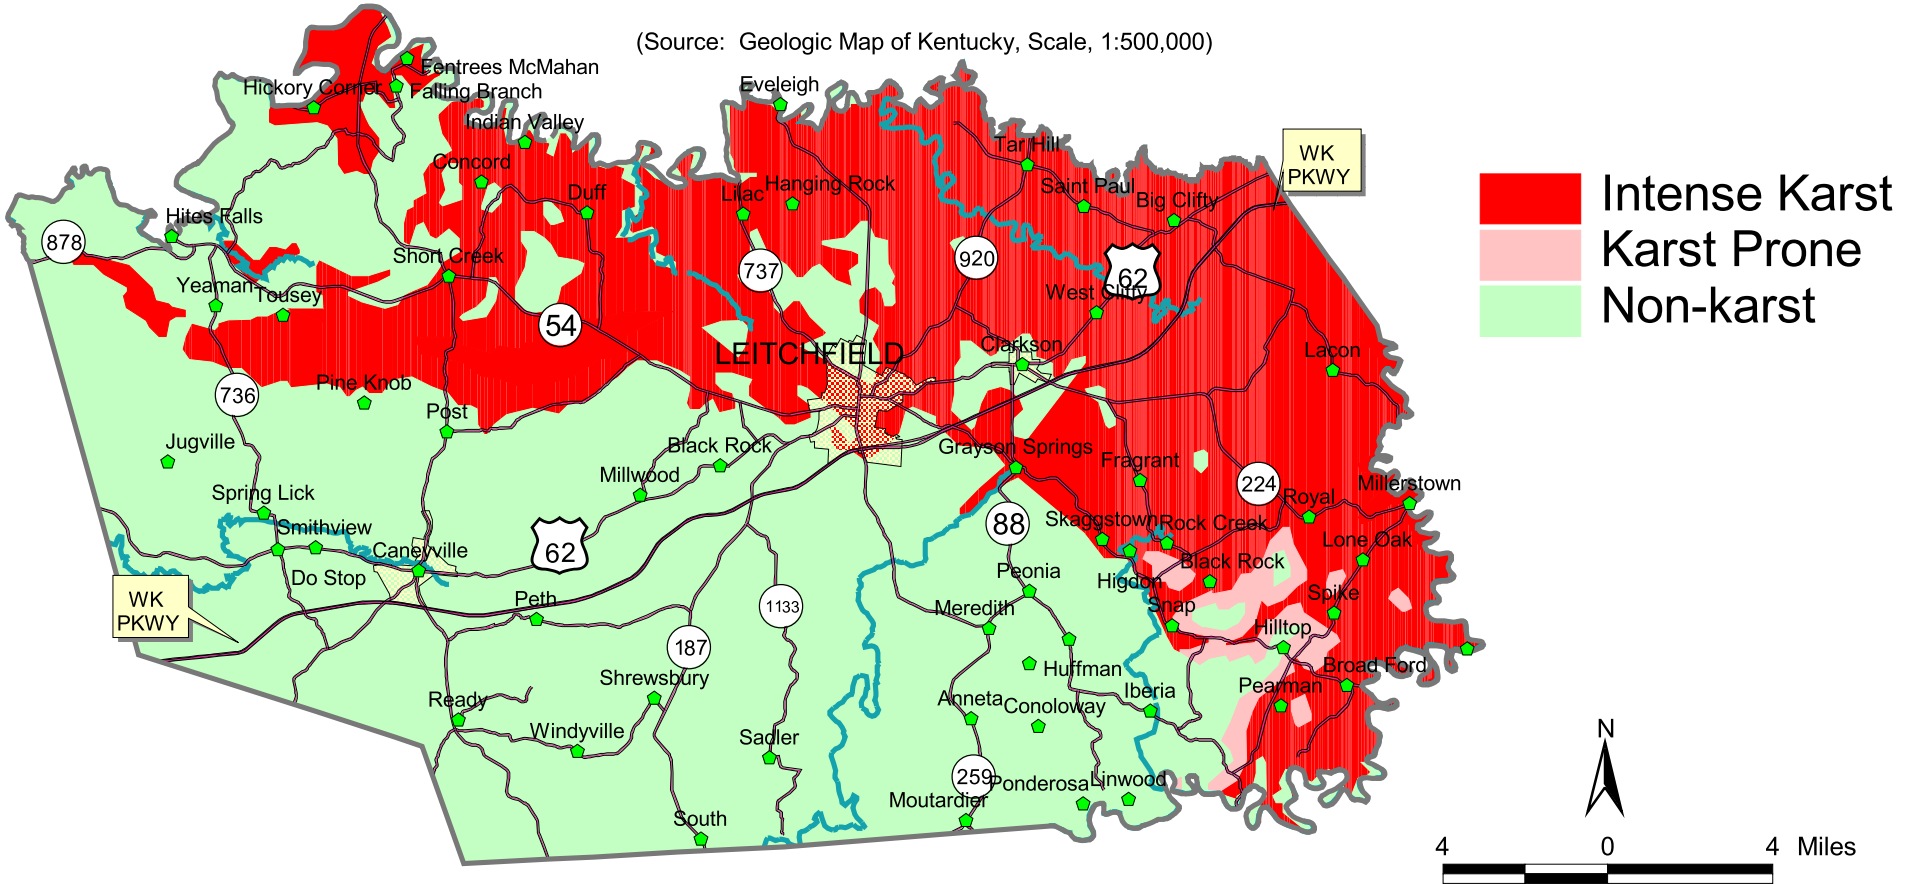 (Source: Geologic Map of Kentucky, Scale, 1:500,000)
Fentrees McMahan
Hickory Corner
Falling Branch
Eveleigh
Indian Valley
Concord
Duff
Tar Hill
WK
PKWY
Intense Karst
Karst Prone
Non-karst
Lilac
Hanging Rock
Saint Paul
Big Clifty
Hites Falls
878
Short Creek
737
920
62
Yeaman
Tousey
54
West Clifty
LEITCHFIELD
Clarkson
Lacon
736
Pine Knob
Post
Jugville
Black Rock
Grayson Springs
Fragrant
Millwood
224
Millerstown
Spring Lick
Royal
Smithview
62
88
Skaggstown
Rock Creek
Lone Oak
Caneyville
Do Stop
Peonia
Higdon
Black Rock
WK
PKWY
Peth
1133
Meredith
Snap
Spike
Hilltop
187
Shrewsbury
Huffman
Broad Ford
Ready
Anneta
Conoloway
Iberia
Pearman
Windyville
Sadler
N
259
Ponderosa
Linwood
Moutardier
South
4 0 4 Miles